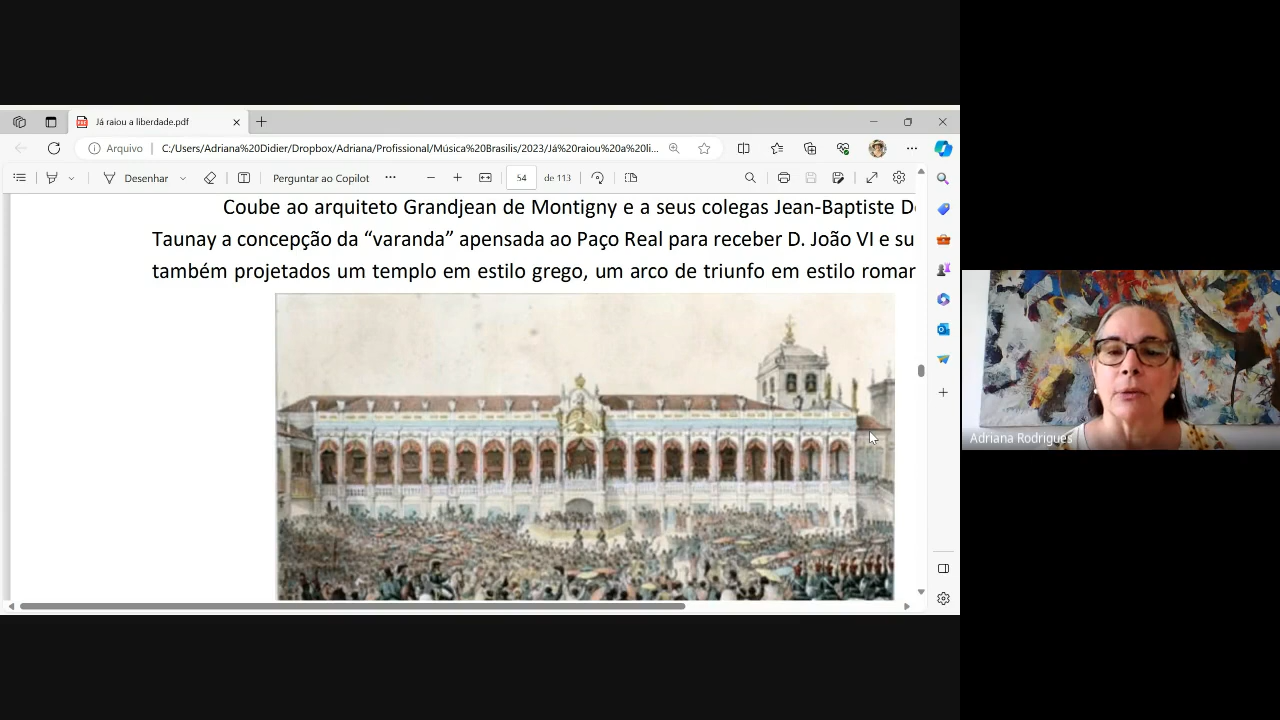 Já raiou a liberdade.pdf
Arquivo
C:/Users/Adriana%20Didier/Dropbox/Adriana/Profissional/Música%20Brasilis/2023/Já%20raiou%20a%20li...
Desenhar
Perguntar ao Copilot
54
de 113
Coube ao arquiteto Grandjean de Montigny e a seus colegas Jean-Baptiste De
Taunay a concepção da “varanda” apensada ao Paço Real para receber D. João VI e su
também projetados um templo em estilo grego, um arco de triunfo em estilo romar
Adriana Rodrigues